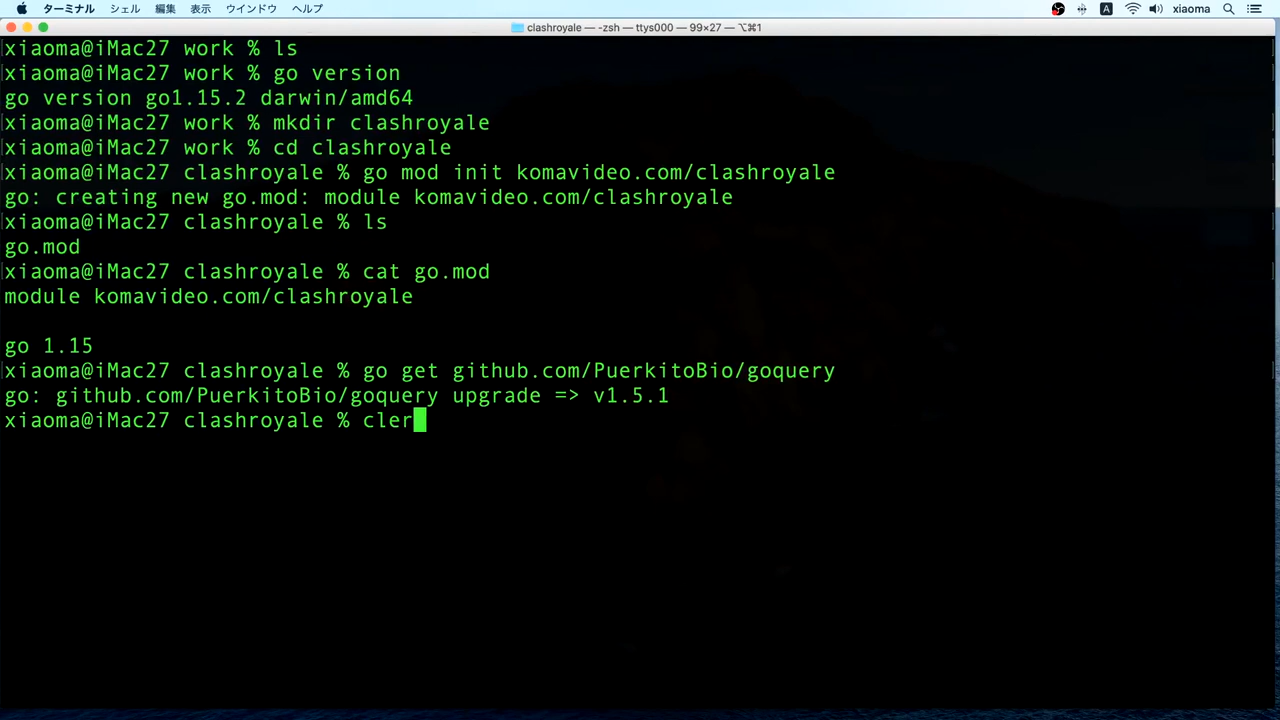 ターミナル シェル 編集 表示 ウインドウ ヘルプ A xiaoma
clashroyale — -zsh — ttys000 — 99×27 — ⌥⌘1
xiaoma@iMac27 work % ls
xiaoma@iMac27 work % go version
go version go1.15.2 darwin/amd64
xiaoma@iMac27 work % mkdir clashroyale
xiaoma@iMac27 work % cd clashroyale
xiaoma@iMac27 clashroyale % go mod init komavideo.com/clashroyale
go: creating new go.mod: module komavideo.com/clashroyale
xiaoma@iMac27 clashroyale % ls
go.mod
xiaoma@iMac27 clashroyale % cat go.mod
module komavideo.com/clashroyale
go 1.15
xiaoma@iMac27 clashroyale % go get github.com/PuerkitoBio/goquery
go: github.com/PuerkitoBio/goquery upgrade => v1.5.1
xiaoma@iMac27 clashroyale % cler